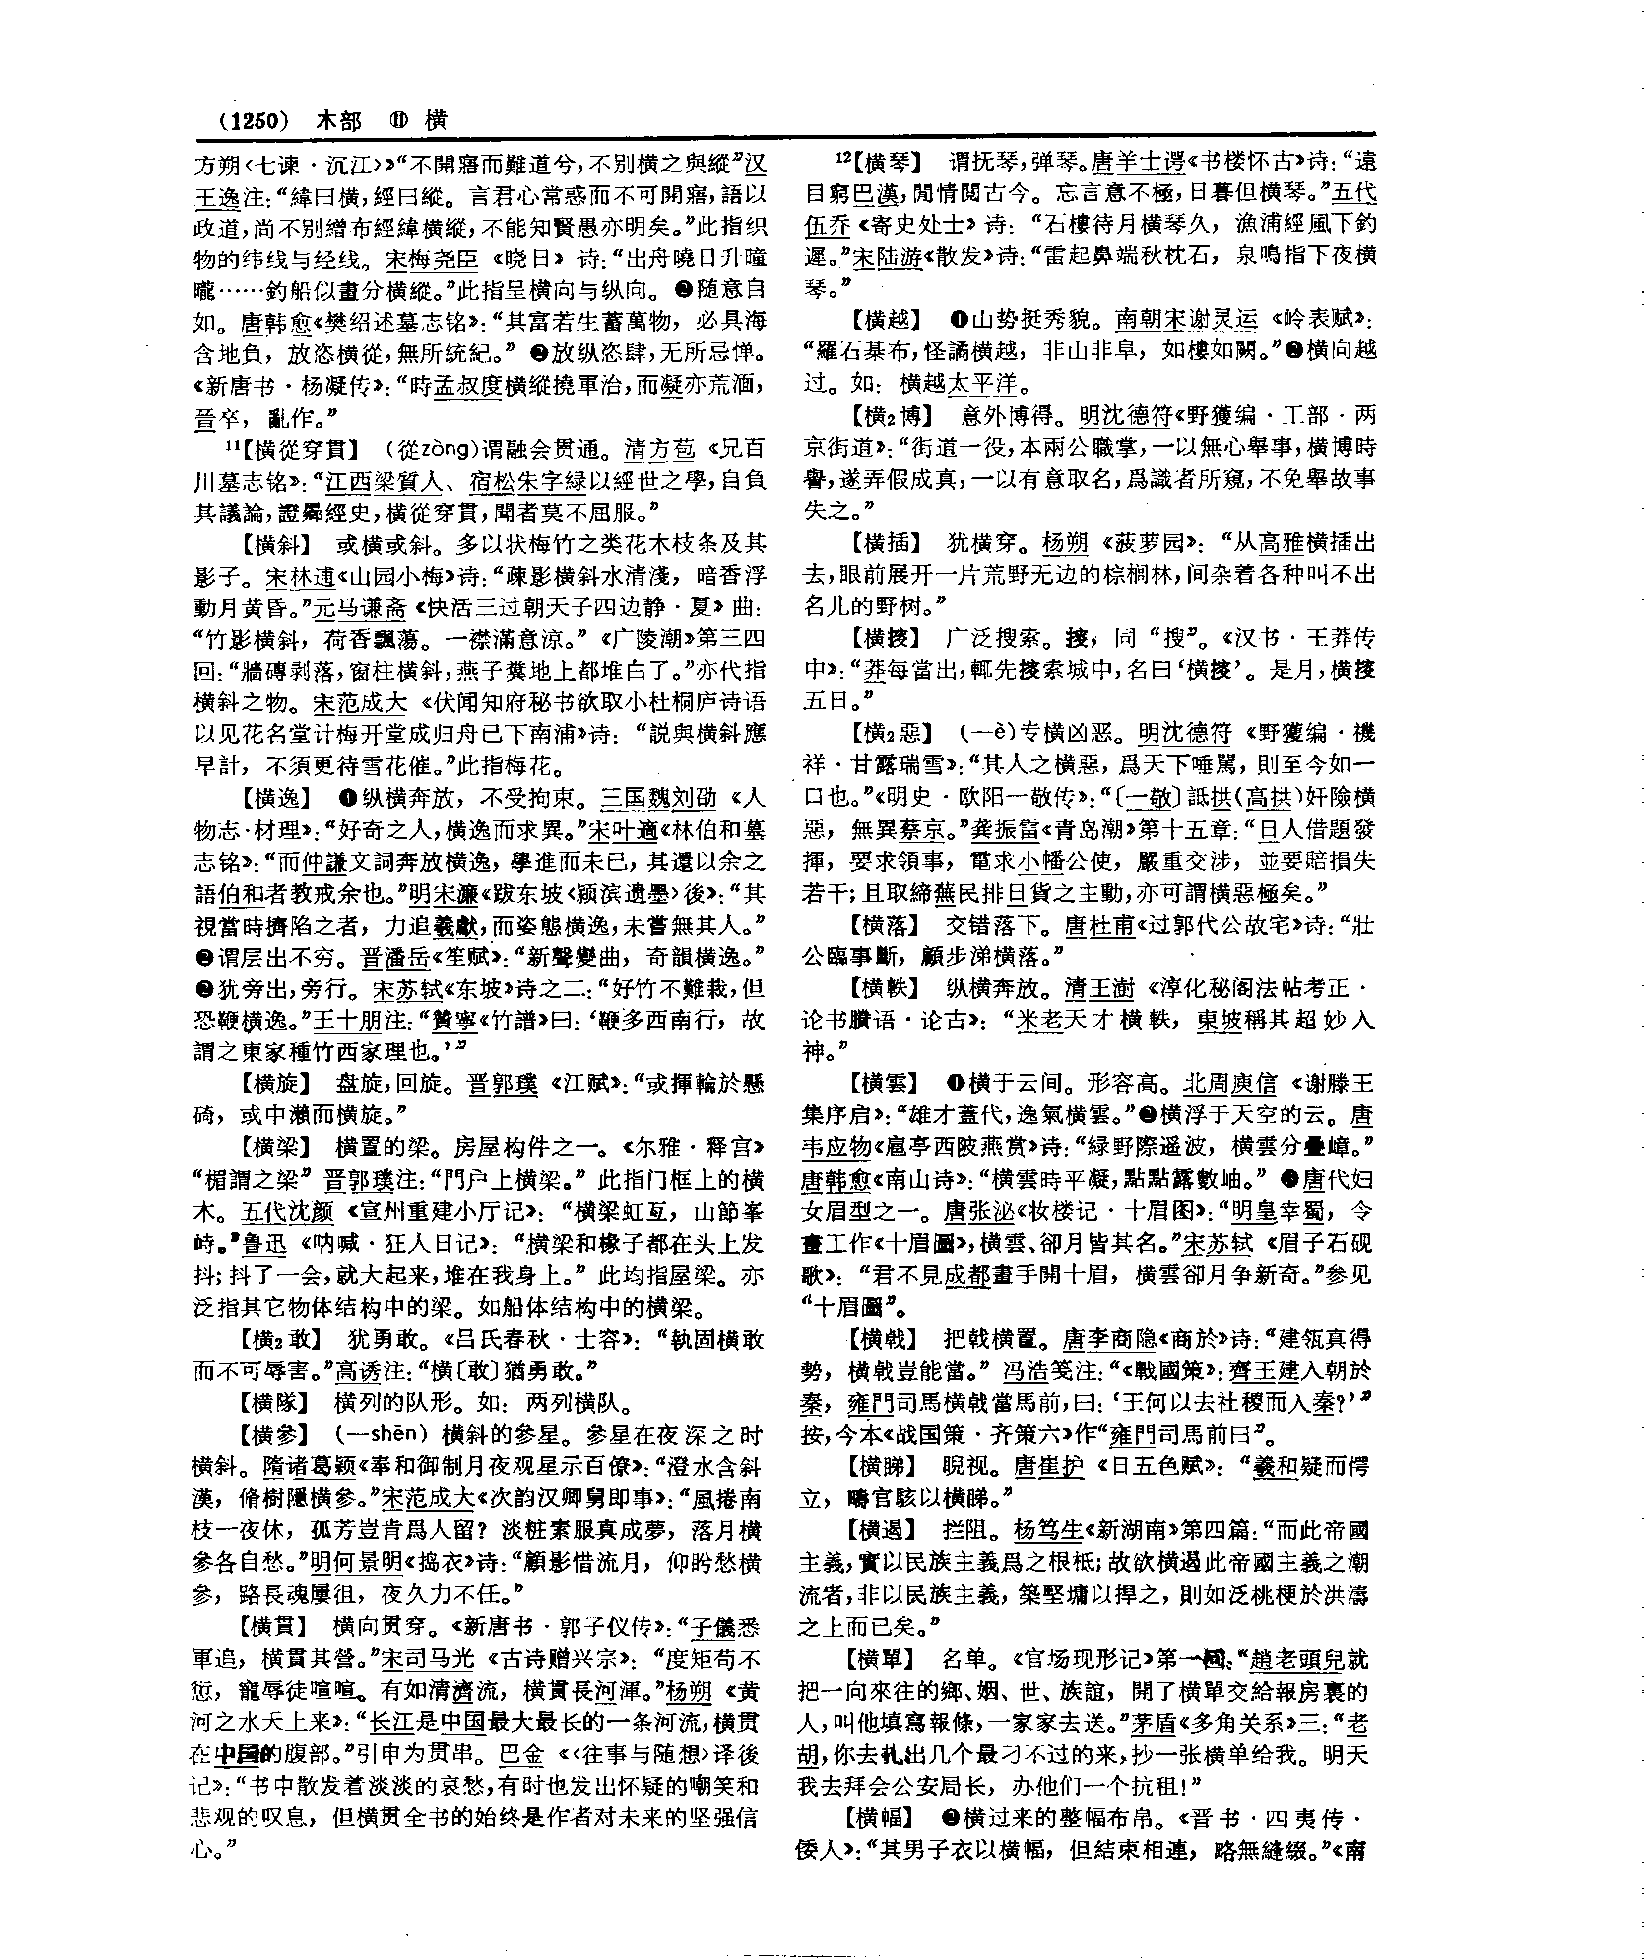 (1250) 木部 ⑪ 横
方朔〈七谏·沉江〉》“不開寤而難道兮，不别横之與縱”汉
王逸注：“緯曰横，經曰縱。言君心常惑而不可開寤，語以
政道，尚不别繒布經緯横縱，不能知賢愚亦明矣。”此指织
物的纬线与经线。宋梅尧臣《晓日》诗：“出舟曉日升曈
曨……釣船似畫分横縱。”此指呈横向与纵向。❷随意自
如。唐韩愈《樊绍述墓志铭》：“其富若生蓄萬物，必具海
含地負，放恣横從，無所統紀。”❷放纵恣肆，无所忌惮。
《新唐书·杨凝传》：“時孟叔度横縱撓軍治，而凝亦荒湎，
晉卒，亂作。”
11【横從穿貫】（從zòng）谓融会贯通。清方苞《兄百
川墓志铭》：“江西梁質人、宿松朱字緑以經世之學，自負
其議論，證羅經史，横從穿貫，聞者莫不屈服。”
【横斜】 或横或斜。多以状梅竹之类花木枝条及其
影子。宋林逋《山园小梅》诗：“疎影横斜水清淺，暗香浮
動月黄昏。”元马谦斋《快活三过朝天子四边静·夏》曲：
“竹影横斜，荷香飄蕩。一襟滿意涼。”《广陵潮》第三四
回：“牆磚剥落，窗柱横斜，燕子糞地上都堆白了。”亦代指
横斜之物。宋范成大《伏闻知府秘书欲取小杜桐庐诗语
以见花名堂计梅开堂成归舟已下南浦》诗：“説與横斜應
早計，不須更待雪花催。”此指梅花。
【横逸】 ❶纵横奔放，不受拘束。三国魏刘劭《人
物志·材理》：“好奇之人，横逸而求異。”宋叶適《林伯和墓
志铭》：“而仲謙文詞奔放横逸，學進而未已，其還以余之
語伯和者教戒余也。”明宋濂《跋东坡〈颍滨遗墨〉後》：“其
視當時擠陷之者，力追羲獻，而姿態横逸，未嘗無其人。”
❷谓层出不穷。晋潘岳《笙赋》：“新聲變曲，奇韻横逸。”
❷犹旁出，旁行。宋苏轼《东坡》诗之二：“好竹不難栽，但
恐鞭横逸。”王十朋注：“贊寧《竹譜》曰：‘鞭多西南行，故
謂之東家種竹西家理也。’”
【横旋】 盘旋，回旋。晋郭璞《江赋》：“或揮輪於懸
碕，或中瀨而横旋。”
【横梁】 横置的梁。房屋构件之一。《尔雅·释宫》
“楣謂之梁” 晋郭璞注：“門户上横梁。”此指门框上的横
木。五代沈颜《宣州重建小厅记》：“横梁虹亙，山節峯
峙。”鲁迅《呐喊·狂人日记》：“横梁和椽子都在头上发
抖；抖了一会，就大起来，堆在我身上。”此均指屋梁。亦
泛指其它物体结构中的梁。如船体结构中的横梁。
【横2敢】 犹勇敢。《吕氏春秋·士容》：“執固横敢
而不可辱害。”高诱注：“横〔敢〕猶勇敢。”
【横隊】 横列的队形。如：两列横队。
【横參】（一shēn）横斜的參星。參星在夜深之时
横斜。隋诸葛颖《奉和御制月夜观星示百僚》：“澄水含斜
漢，脩樹隱横參。”宋范成大《次韵汉卿舅即事》：“風捲南
枝一夜休，孤芳豈肯爲人留？淡粧素服真成夢，落月横
參各自愁。”明何景明《捣衣》诗：“顧影惜流月，仰盻愁横
參，路長魂屢徂，夜久力不任。”
【横貫】 横向贯穿。《新唐书·郭子仪传》：“子儀悉
軍追，横貫其營。”宋司马光《古诗赠兴宗》：“度矩苟不
愆，寵辱徒喧喧。有如清濟流，横貫長河渾。”杨朔《黄
河之水天上来》：“长江是中国最大最长的一条河流，横贯
在中国的腹部。”引申为贯串。巴金《〈往事与随想〉译後
记》：“书中散发着淡淡的哀愁，有时也发出怀疑的嘲笑和
悲观的叹息，但横贯全书的始终是作者对未来的坚强信
心。”
12【横琴】 谓抚琴，弹琴。唐羊士谔《书楼怀古》诗：“遠
目窮巴漢，閒情閲古今。忘言意不極，日暮但横琴。”五代
伍乔《寄史处士》诗：“石樓待月横琴久，漁浦經風下釣
遲。”宋陆游《散发》诗：“雷起鼻端秋枕石，泉鳴指下夜横
琴。”
【横越】 ❶山势挺秀貌。南朝宋谢灵运《岭表赋》：
“羅石棊布，怪譎横越，非山非阜，如樓如闕。”❷横向越
过。如：横越太平洋。
【横2博】 意外博得。明沈德符《野獲编·工部·两
京街道》：“街道一役，本兩公職掌，一以無心舉事，横博時
譽，遂弄假成真；一以有意取名，爲識者所窺，不免舉故事
失之。”
【横插】 犹横穿。杨朔《菠萝园》：“从高雅横插出
去，眼前展开一片荒野无边的棕榈林，间杂着各种叫不出
名儿的野树。”
【横搜】 广泛搜索。搜，同“搜”。《汉书·王莽传
中》：“莽每當出，輒先搜索城中，名曰‘横搜’。是月，横搜
五日。”
【横2惡】（一è）专横凶恶。明沈德符《野獲编·禨
祥·甘露瑞雪》：“其人之横惡，爲天下唾駡，則至今如一
口也。”《明史·欧阳一敬传》：“〔一敬〕詆拱（高拱）奸險横
惡，無異蔡京。”龚振畗《青岛潮》第十五章：“日人借題發
揮，要求領事，電求小幡公使，嚴重交涉，並要賠損失
若干；且取締蕪民排日貨之主動，亦可謂横惡極矣。”
【横落】 交错落下。唐杜甫《过郭代公故宅》诗：“壯
公臨事斷，顧步涕横落。”
【横軼】 纵横奔放。清王澍《淳化秘阁法帖考正·
论书賸语·论古》：“米老天才横軼，東坡稱其超妙入
神。”
【横雲】 ❶横于云间。形容高。北周庾信《谢滕王
集序启》：“雄才蓋代，逸氣横雲。”❷横浮于天空的云。唐
韦应物《扈亭西陂燕赏》诗：“緑野際遥波，横雲分疊嶂。”
唐韩愈《南山诗》：“横雲時平凝，點點露數岫。”❸唐代妇
女眉型之一。唐张泌《妆楼记·十眉图》：“明皇幸蜀，令
畫工作《十眉圖》，横雲、卻月皆其名。”宋苏轼《眉子石砚
歌》：“君不見成都畫手開十眉，横雲卻月争新奇。”参见
“十眉圖”。
【横戟】 把戟横置。唐李商隐《商於》诗：“建瓴真得
勢，横戟豈能當。”冯浩笺注：“《戰國策》：齊王建入朝於
秦，雍門司馬横戟當馬前，曰：‘王何以去社稷而入秦？’”
按，今本《战国策·齐策六》作“雍門司馬前曰”。
【横睇】 睨视。唐崔护《日五色赋》：“羲和疑而愕
立，疇官駭以横睇。”
【横遏】 拦阻。杨笃生《新湖南》第四篇：“而此帝國
主義，實以民族主義爲之根柢；故欲横遏此帝國主義之潮
流者，非以民族主義，築堅墉以捍之，則如泛桃梗於洪濤
之上而已矣。”
【横單】 名单。《官场现形记》第一回：“趙老頭兒就
把一向來往的鄉、姻、世、族誼，開了横單交給報房裏的
人，叫他填寫報條，一家家去送。”茅盾《多角关系》三：“老
胡，你去扎出几个最刁不过的来，抄一张横单给我。明天
我去拜会公安局长，办他们一个抗租！”
【横幅】 ❷横过来的整幅布帛。《晋书·四夷传·
倭人》：“其男子衣以横幅，但結束相連，略無縫綴。”《南